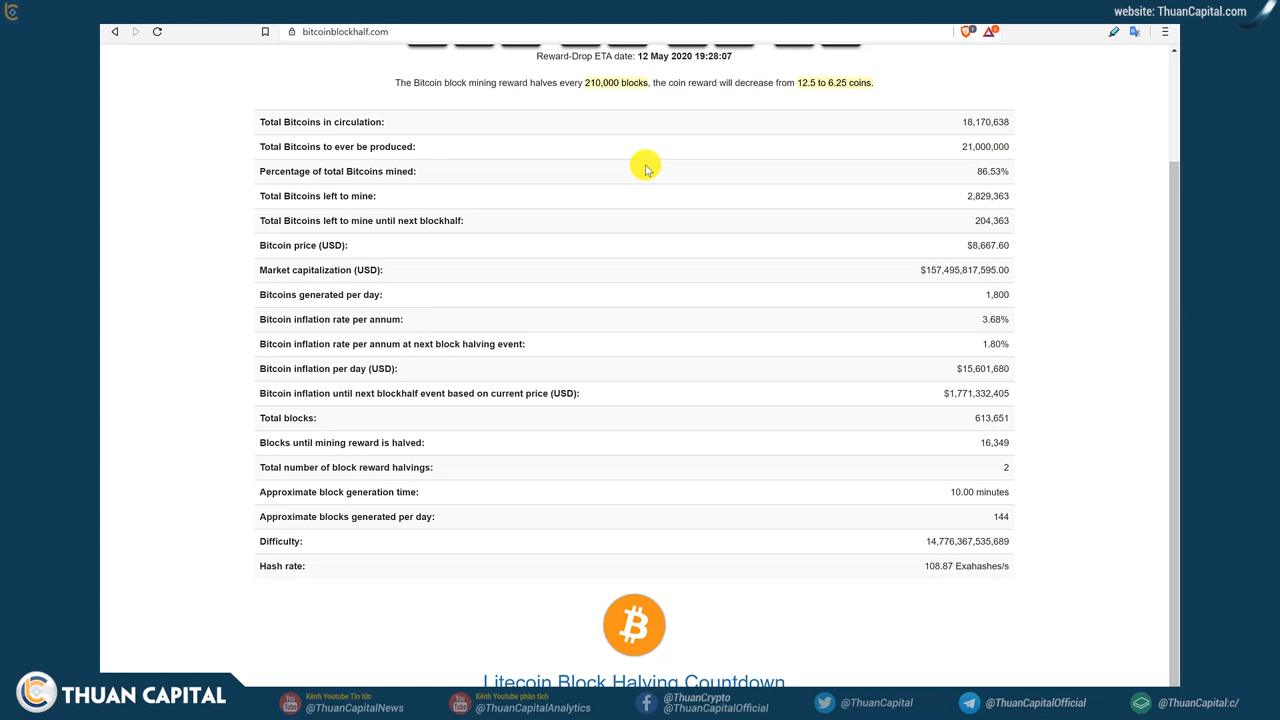 website: ThuanCapital.com
bitcoinblockhalf.com
Reward-Drop ETA date: 12 May 2020 19:28:07
The Bitcoin block mining reward halves every 210,000 blocks, the coin reward will decrease from 12.5 to 6.25 coins.
Total Bitcoins in circulation: 18,170,638
Total Bitcoins to ever be produced: 21,000,000
Percentage of total Bitcoins mined: 86.53%
Total Bitcoins left to mine: 2,829,363
Total Bitcoins left to mine until next blockhalf: 204,363
Bitcoin price (USD): $8,667.60
Market capitalization (USD): $157,495,817,595.00
Bitcoins generated per day: 1,800
Bitcoin inflation rate per annum: 3.68%
Bitcoin inflation rate per annum at next block halving event: 1.80%
Bitcoin inflation per day (USD): $15,601,680
Bitcoin inflation until next blockhalf event based on current price (USD): $1,771,332,405
Total blocks: 613,651
Blocks until mining reward is halved: 16,349
Total number of block reward halvings: 2
Approximate block generation time: 10.00 minutes
Approximate blocks generated per day: 144
Difficulty: 14,776,367,535,689
Hash rate: 108.87 Exahashes/s
Litecoin Block Halving Countdown
THUAN CAPITAL
Kênh Youtube Tin tức
@ThuanCapitalNews
Kênh Youtube phân tích
@ThuanCapitalAnalytics
@ThuanCrypto
@ThuanCapitalOfficial
@ThuanCapital
@ThuanCapitalOfficial
@ThuanCapital:c/